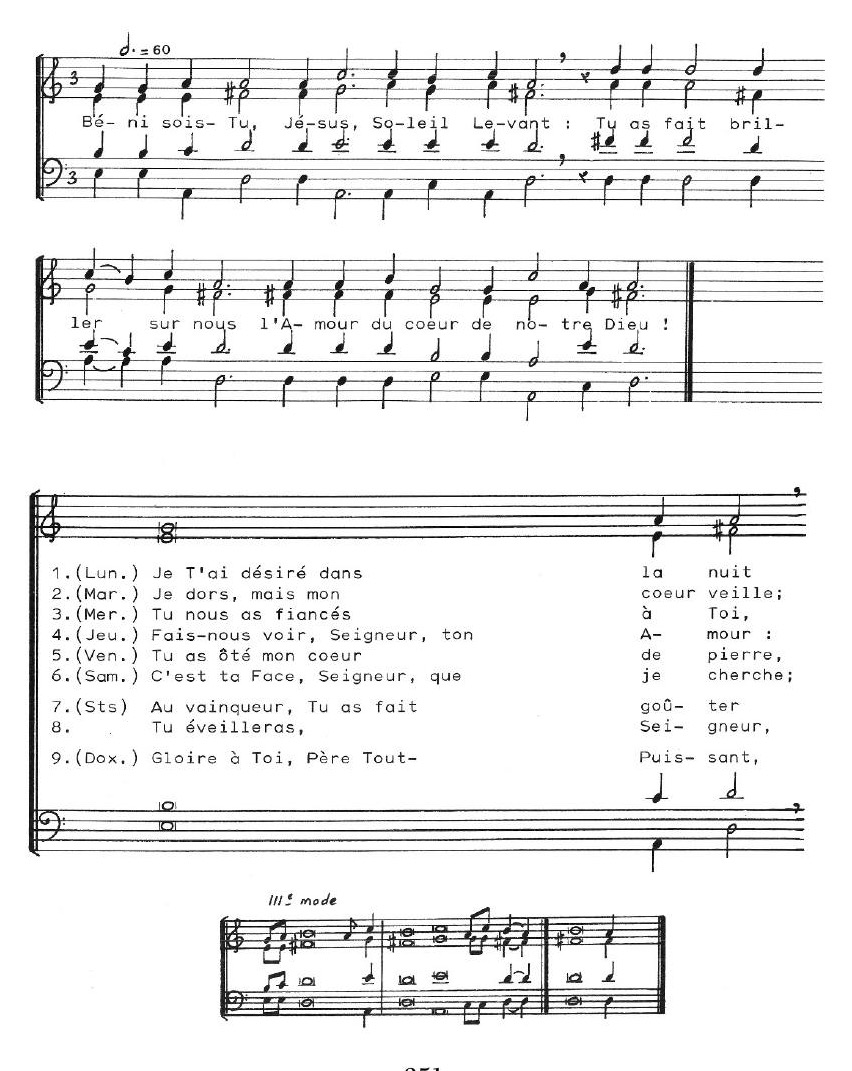 𝅗𝅥. = 60
3
Bé- ni sois- Tu, Jé-sus, So-leil Le-vant : Tu as fait bril-
3
ler sur nous l'A- mour du coeur de no- tre Dieu !
1.(Lun.) Je T'ai désiré dans la nuit
2.(Mar.) Je dors, mais mon coeur veille;
3.(Mer.) Tu nous as fiancés à Toi,
4.(Jeu.) Fais-nous voir, Seigneur, ton A- mour :
5.(Ven.) Tu as ôté mon coeur de pierre,
6.(Sam.) C'est ta Face, Seigneur, que je cherche;
7.(Sts) Au vainqueur, Tu as fait goû- ter
8. Tu éveilleras, Sei- gneur,
9.(Dox.) Gloire à Toi, Père Tout- Puis- sant,
IIIe mode